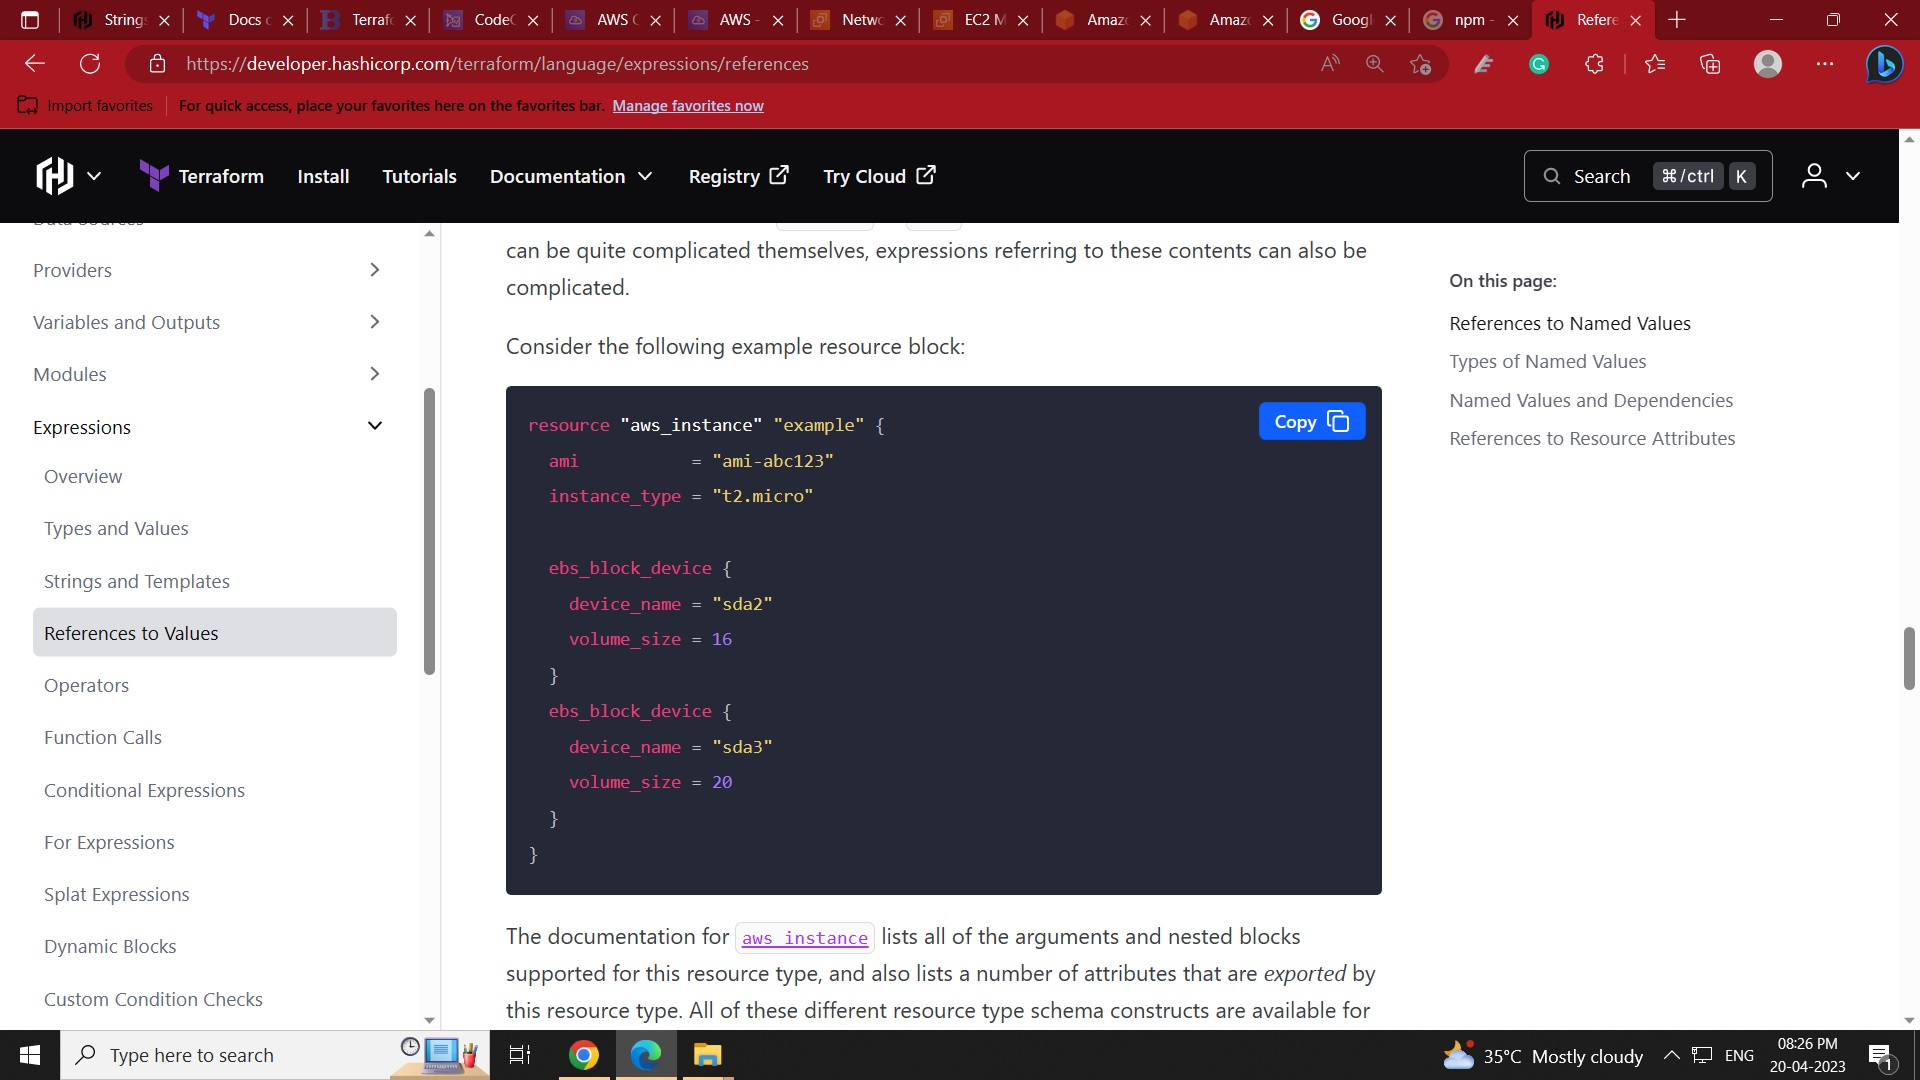 Strings
Docs o
Terrafo
CodeC
AWS C
AWS -
Netwo
EC2 M
Amazo
Amazo
Googl
npm -
Refere
https://developer.hashicorp.com/terraform/language/expressions/references
Import favorites
For quick access, place your favorites here on the favorites bar. Manage favorites now
Terraform
Install
Tutorials
Documentation
Registry
Try Cloud
Search ⌘/ctrl K
Data Sources
Providers
Variables and Outputs
Modules
Expressions
Overview
Types and Values
Strings and Templates
References to Values
Operators
Function Calls
Conditional Expressions
For Expressions
Splat Expressions
Dynamic Blocks
Custom Condition Checks
can be quite complicated themselves, expressions referring to these contents can also be
complicated.
Consider the following example resource block:
Copy
resource "aws_instance" "example" {
ami = "ami-abc123"
instance_type = "t2.micro"
ebs_block_device {
device_name = "sda2"
volume_size = 16
}
ebs_block_device {
device_name = "sda3"
volume_size = 20
}
}
The documentation for aws_instance lists all of the arguments and nested blocks
supported for this resource type, and also lists a number of attributes that are exported by
this resource type. All of these different resource type schema constructs are available for
On this page:
References to Named Values
Types of Named Values
Named Values and Dependencies
References to Resource Attributes
Type here to search
35°C Mostly cloudy
ENG
08:26 PM
20-04-2023
1